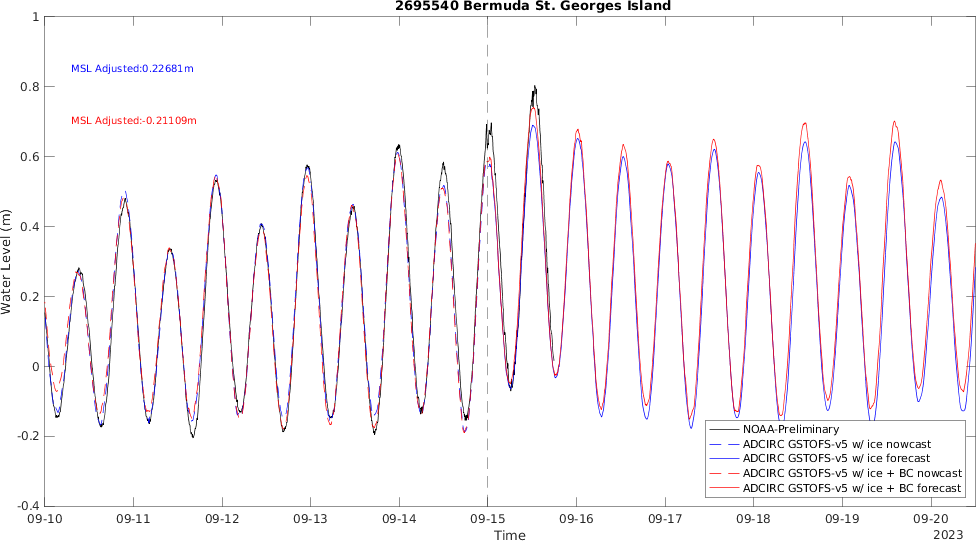 2695540 Bermuda St. Georges Island
MSL Adjusted:0.22681m
MSL Adjusted:-0.21109m
Water Level (m)
1
0.8
0.6
0.4
0.2
0
-0.2
-0.4
NOAA-Preliminary
ADCIRC GSTOFS-v5 w/ ice nowcast
ADCIRC GSTOFS-v5 w/ ice forecast
ADCIRC GSTOFS-v5 w/ ice + BC nowcast
ADCIRC GSTOFS-v5 w/ ice + BC forecast
09-10 09-11 09-12 09-13 09-14 09-15 09-16 09-17 09-18 09-19 09-20
Time
2023